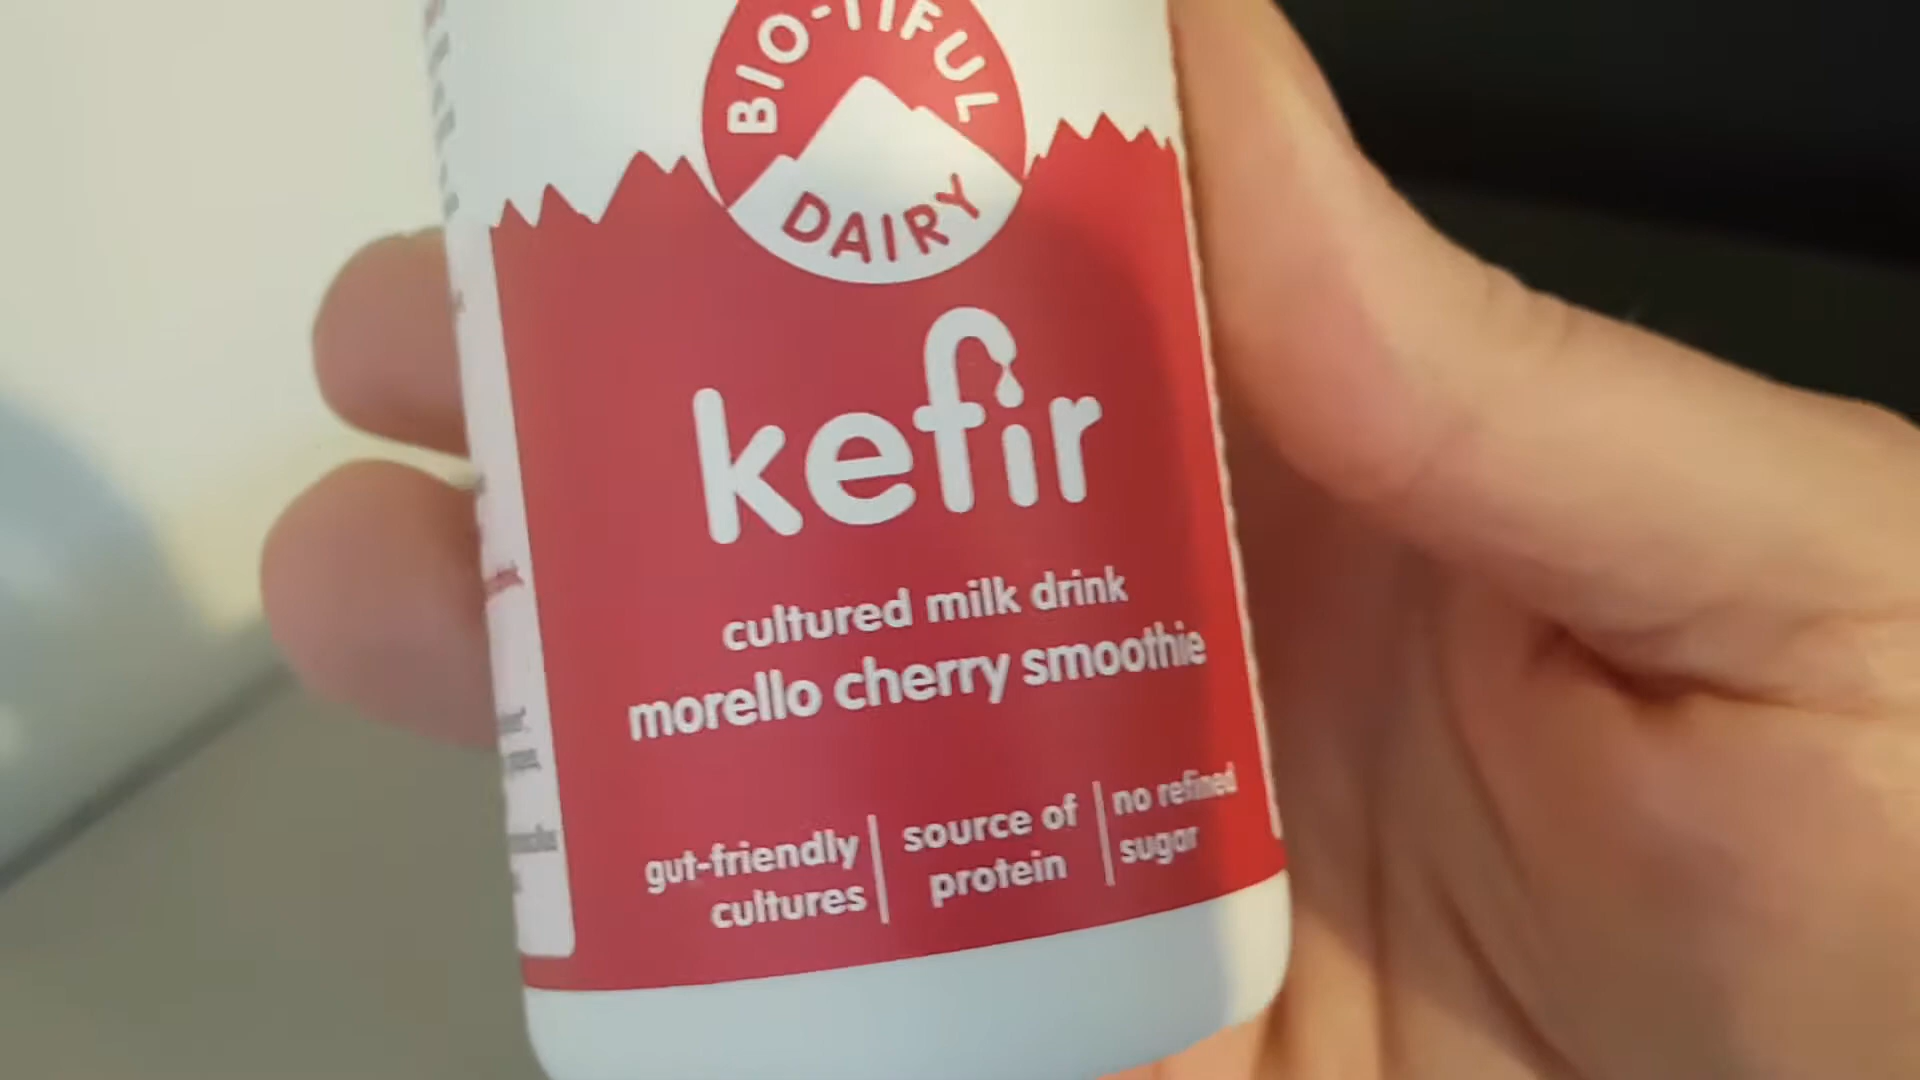 BIO-TIFUL
DAIRY
kefir
cultured milk drink
morello cherry smoothie
gut-friendly
cultures
source of
protein
no refined
sugar